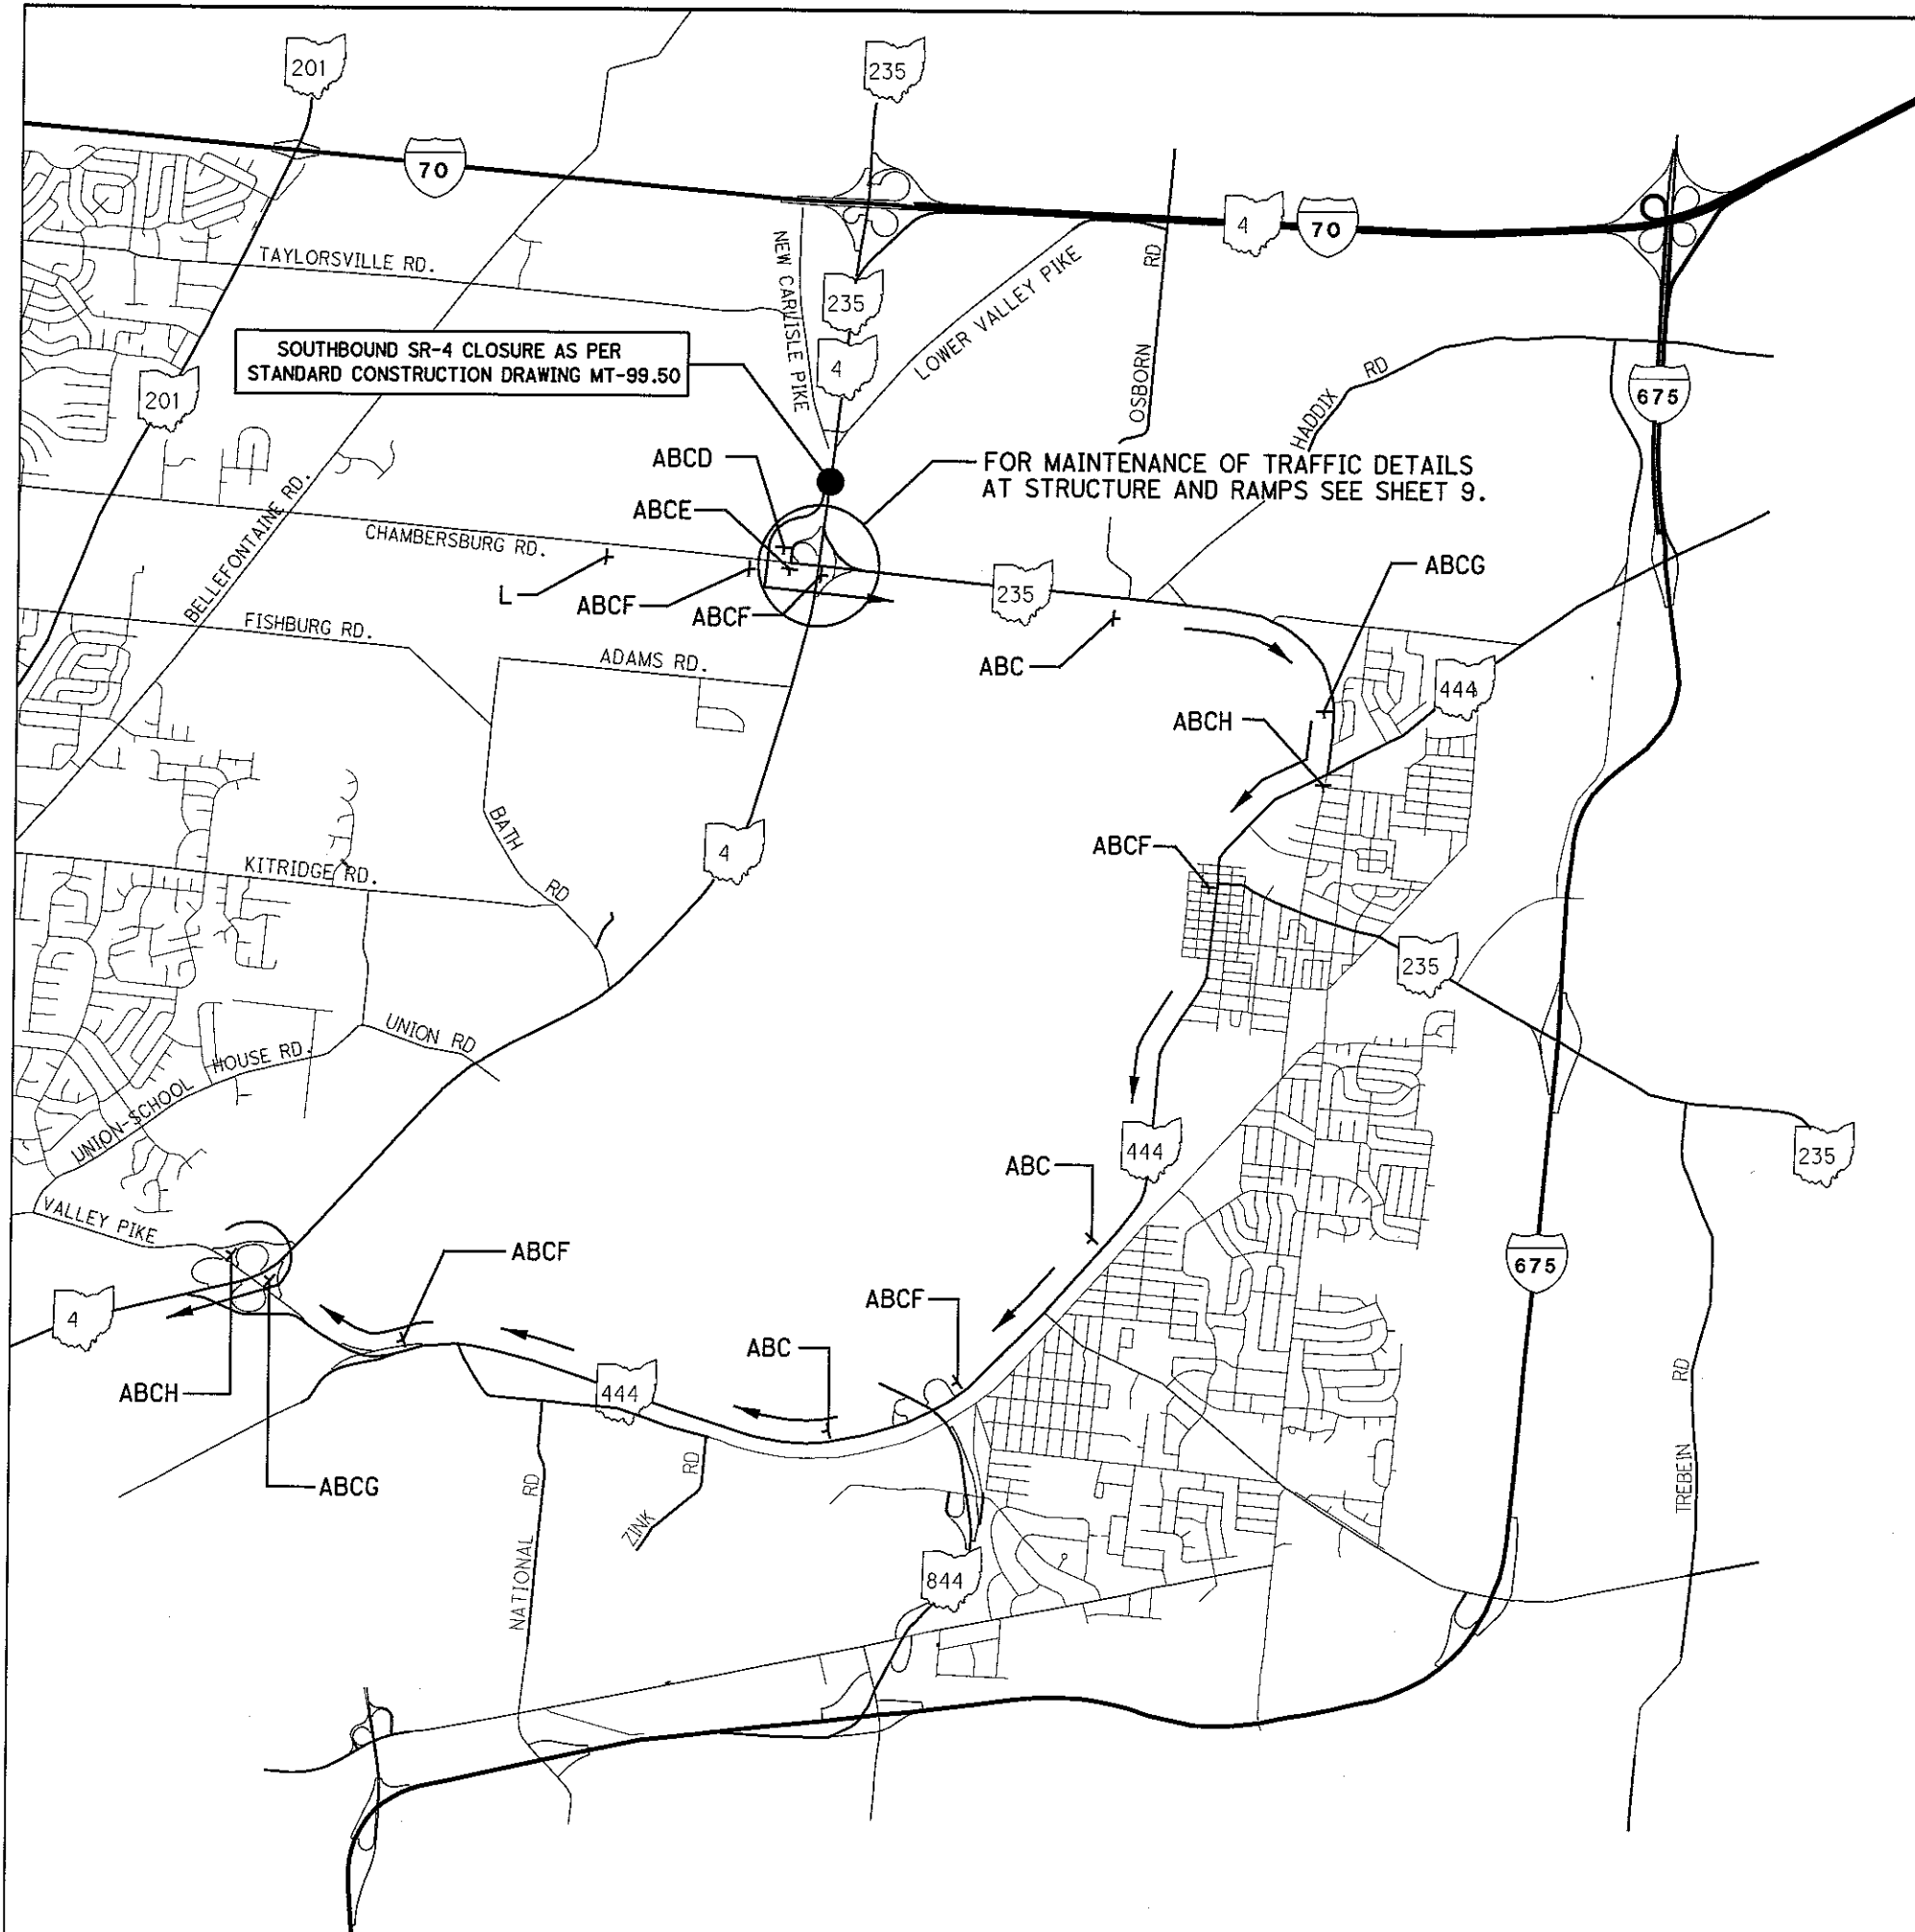 201
235
70
4
70
TAYLORSVILLE RD.
NEW CARLISLE PIKE
235
LOWER VALLEY PIKE
OSBORN RD
SOUTHBOUND SR-4 CLOSURE AS PER
STANDARD CONSTRUCTION DRAWING MT-99.50
4
HADDIX RD
675
201
ABCD
FOR MAINTENANCE OF TRAFFIC DETAILS
AT STRUCTURE AND RAMPS SEE SHEET 9.
ABCE
BELLEFONTAINE RD.
CHAMBERSBURG RD.
L
ABCF
ABCF
235
ABCG
FISHBURG RD.
ADAMS RD.
ABC
444
ABCH
BATH RD
4
ABCF
KITRIDGE RD.
235
UNION RD
UNION-SCHOOL HOUSE RD.
444
235
ABC
VALLEY PIKE
ABCF
675
4
ABCF
ABC
ABCH
444
TREBEIN RD
ABCG
NATIONAL RD
ZINK RD
844